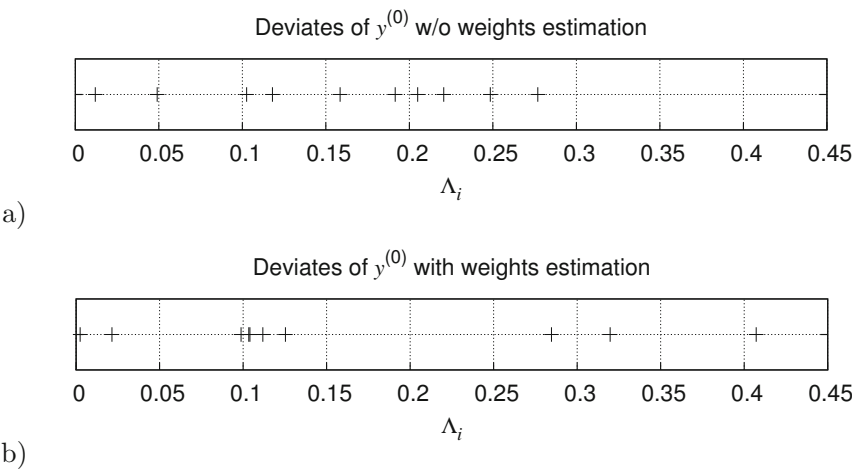 Deviates of y(0) w/o weights estimation
0 0.05 0.1 0.15 0.2 0.25 0.3 0.35 0.4 0.45
Λi
a)
Deviates of y(0) with weights estimation
0 0.05 0.1 0.15 0.2 0.25 0.3 0.35 0.4 0.45
Λi
b)